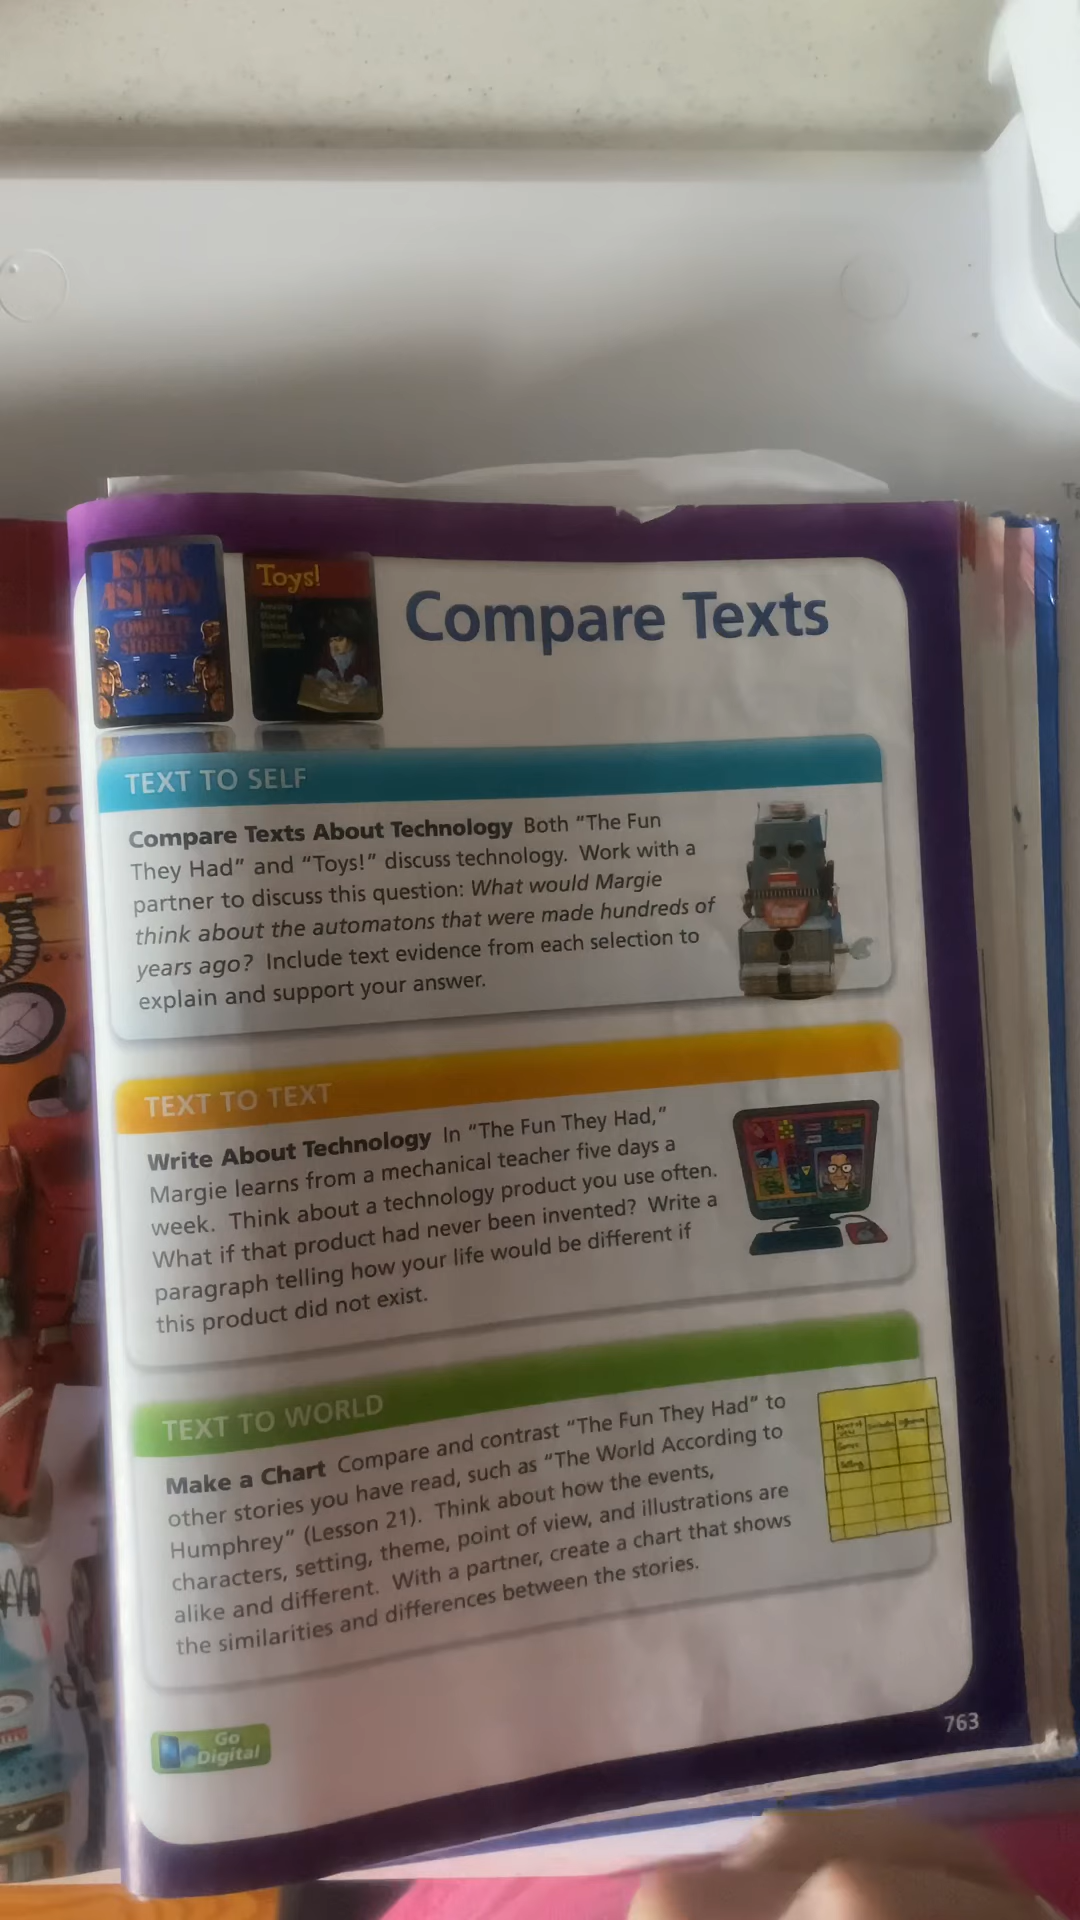 ISAAC
ASIMOV
THE
COMPLETE
STORIES
Toys!
Amazing
Stories
Behind
Some Great
Inventions
Compare Texts
TEXT TO SELF
Compare Texts About Technology Both “The Fun
They Had” and “Toys!” discuss technology. Work with a
partner to discuss this question: What would Margie
think about the automatons that were made hundreds of
years ago? Include text evidence from each selection to
explain and support your answer.
TEXT TO TEXT
Write About Technology In “The Fun They Had,”
Margie learns from a mechanical teacher five days a
week. Think about a technology product you use often.
What if that product had never been invented? Write a
paragraph telling how your life would be different if
this product did not exist.
TEXT TO WORLD
Make a Chart Compare and contrast “The Fun They Had” to
other stories you have read, such as “The World According to
Humphrey” (Lesson 21). Think about how the events,
characters, setting, theme, point of view, and illustrations are
alike and different. With a partner, create a chart that shows
the similarities and differences between the stories.
Go
Digital
763